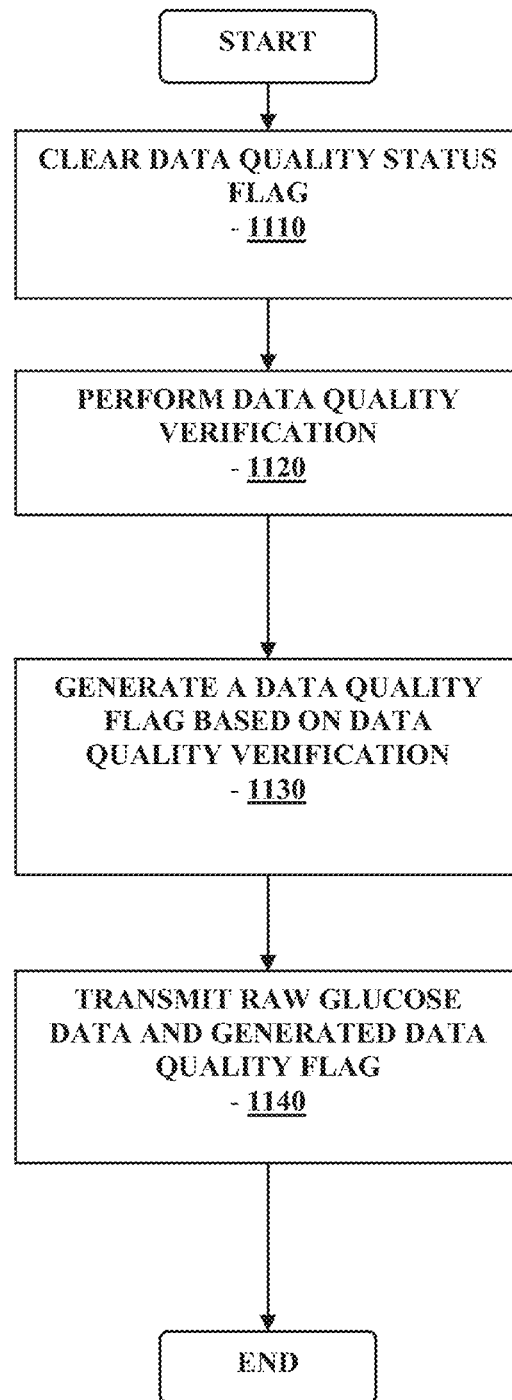 START
CLEAR DATA QUALITY STATUS
FLAG
- 1110
PERFORM DATA QUALITY
VERIFICATION
- 1120
GENERATE A DATA QUALITY
FLAG BASED ON DATA
QUALITY VERIFICATION
- 1130
TRANSMIT RAW GLUCOSE
DATA AND GENERATED DATA
QUALITY FLAG
- 1140
END